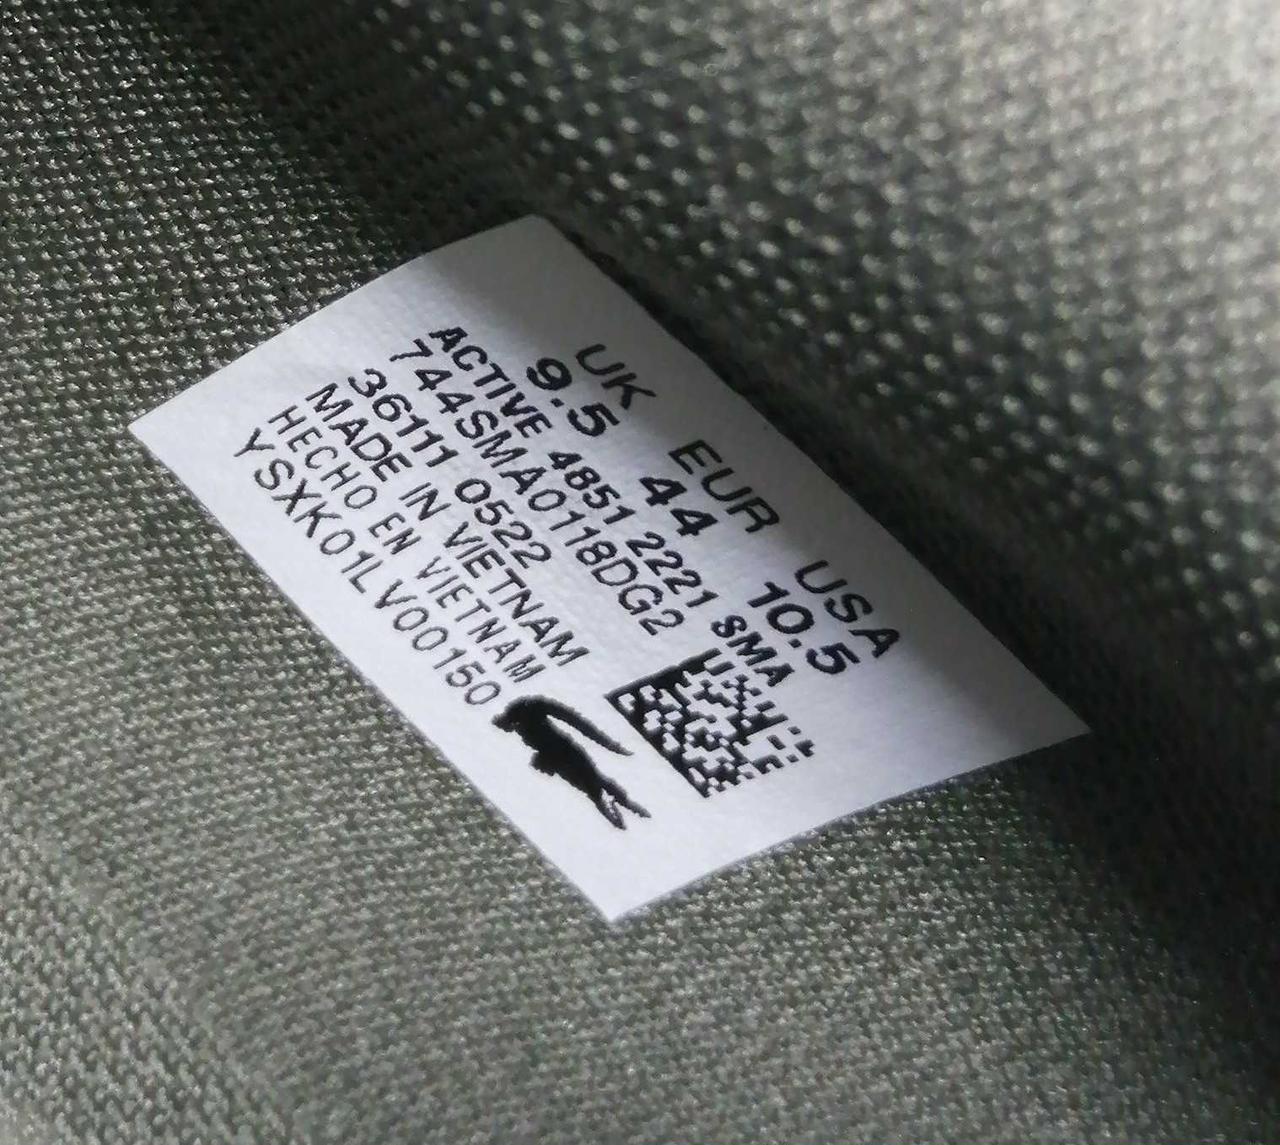 UK EUR USA
9.5 44 10.5
ACTIVE 4851 2221 SMA
744SMA0118DG2
36111 0522
MADE IN VIETNAM
HECHO EN VIETNAM
YSXK01LV00150